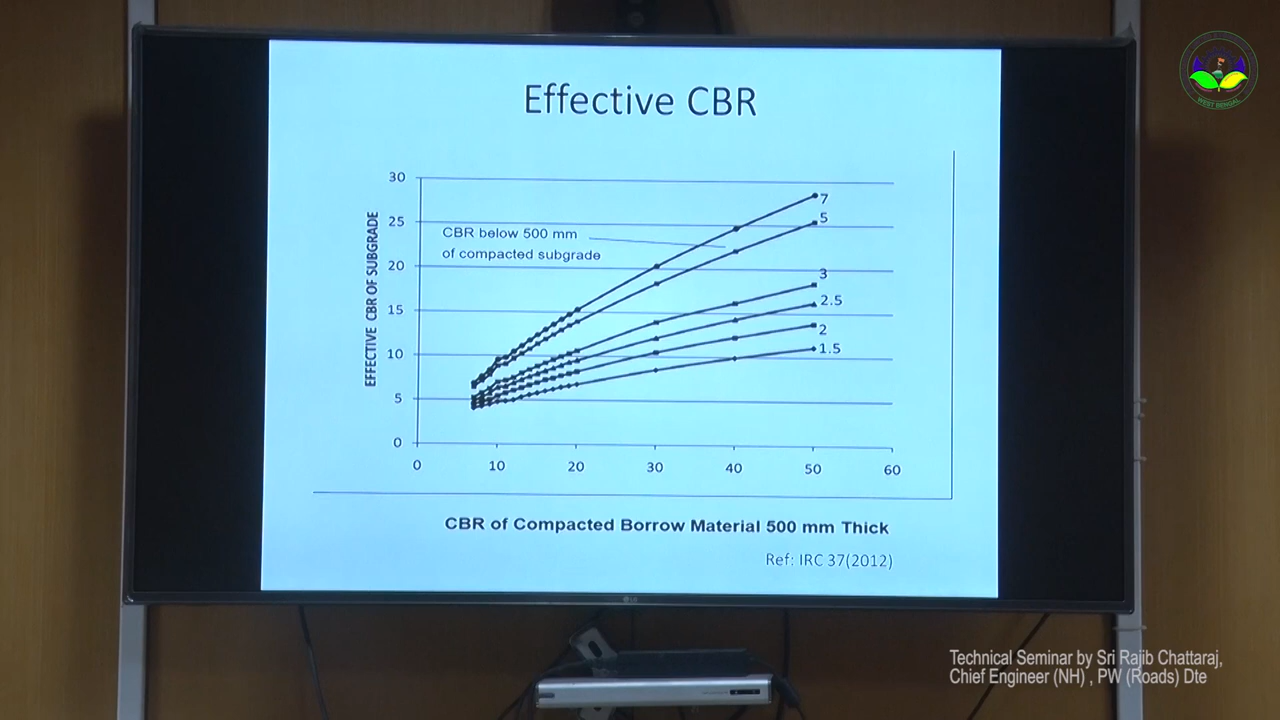 Effective CBR
30
25
20
15
10
5
0
EFFECTIVE CBR OF SUBGRADE
CBR below 500 mm
of compacted subgrade
7
5
3
2.5
2
1.5
0 10 20 30 40 50 60
CBR of Compacted Borrow Material 500 mm Thick
Ref: IRC 37(2012)
LG
WEST BENGAL
Technical Seminar by Sri Rajib Chattaraj,
Chief Engineer (NH) , PW (Roads) Dte